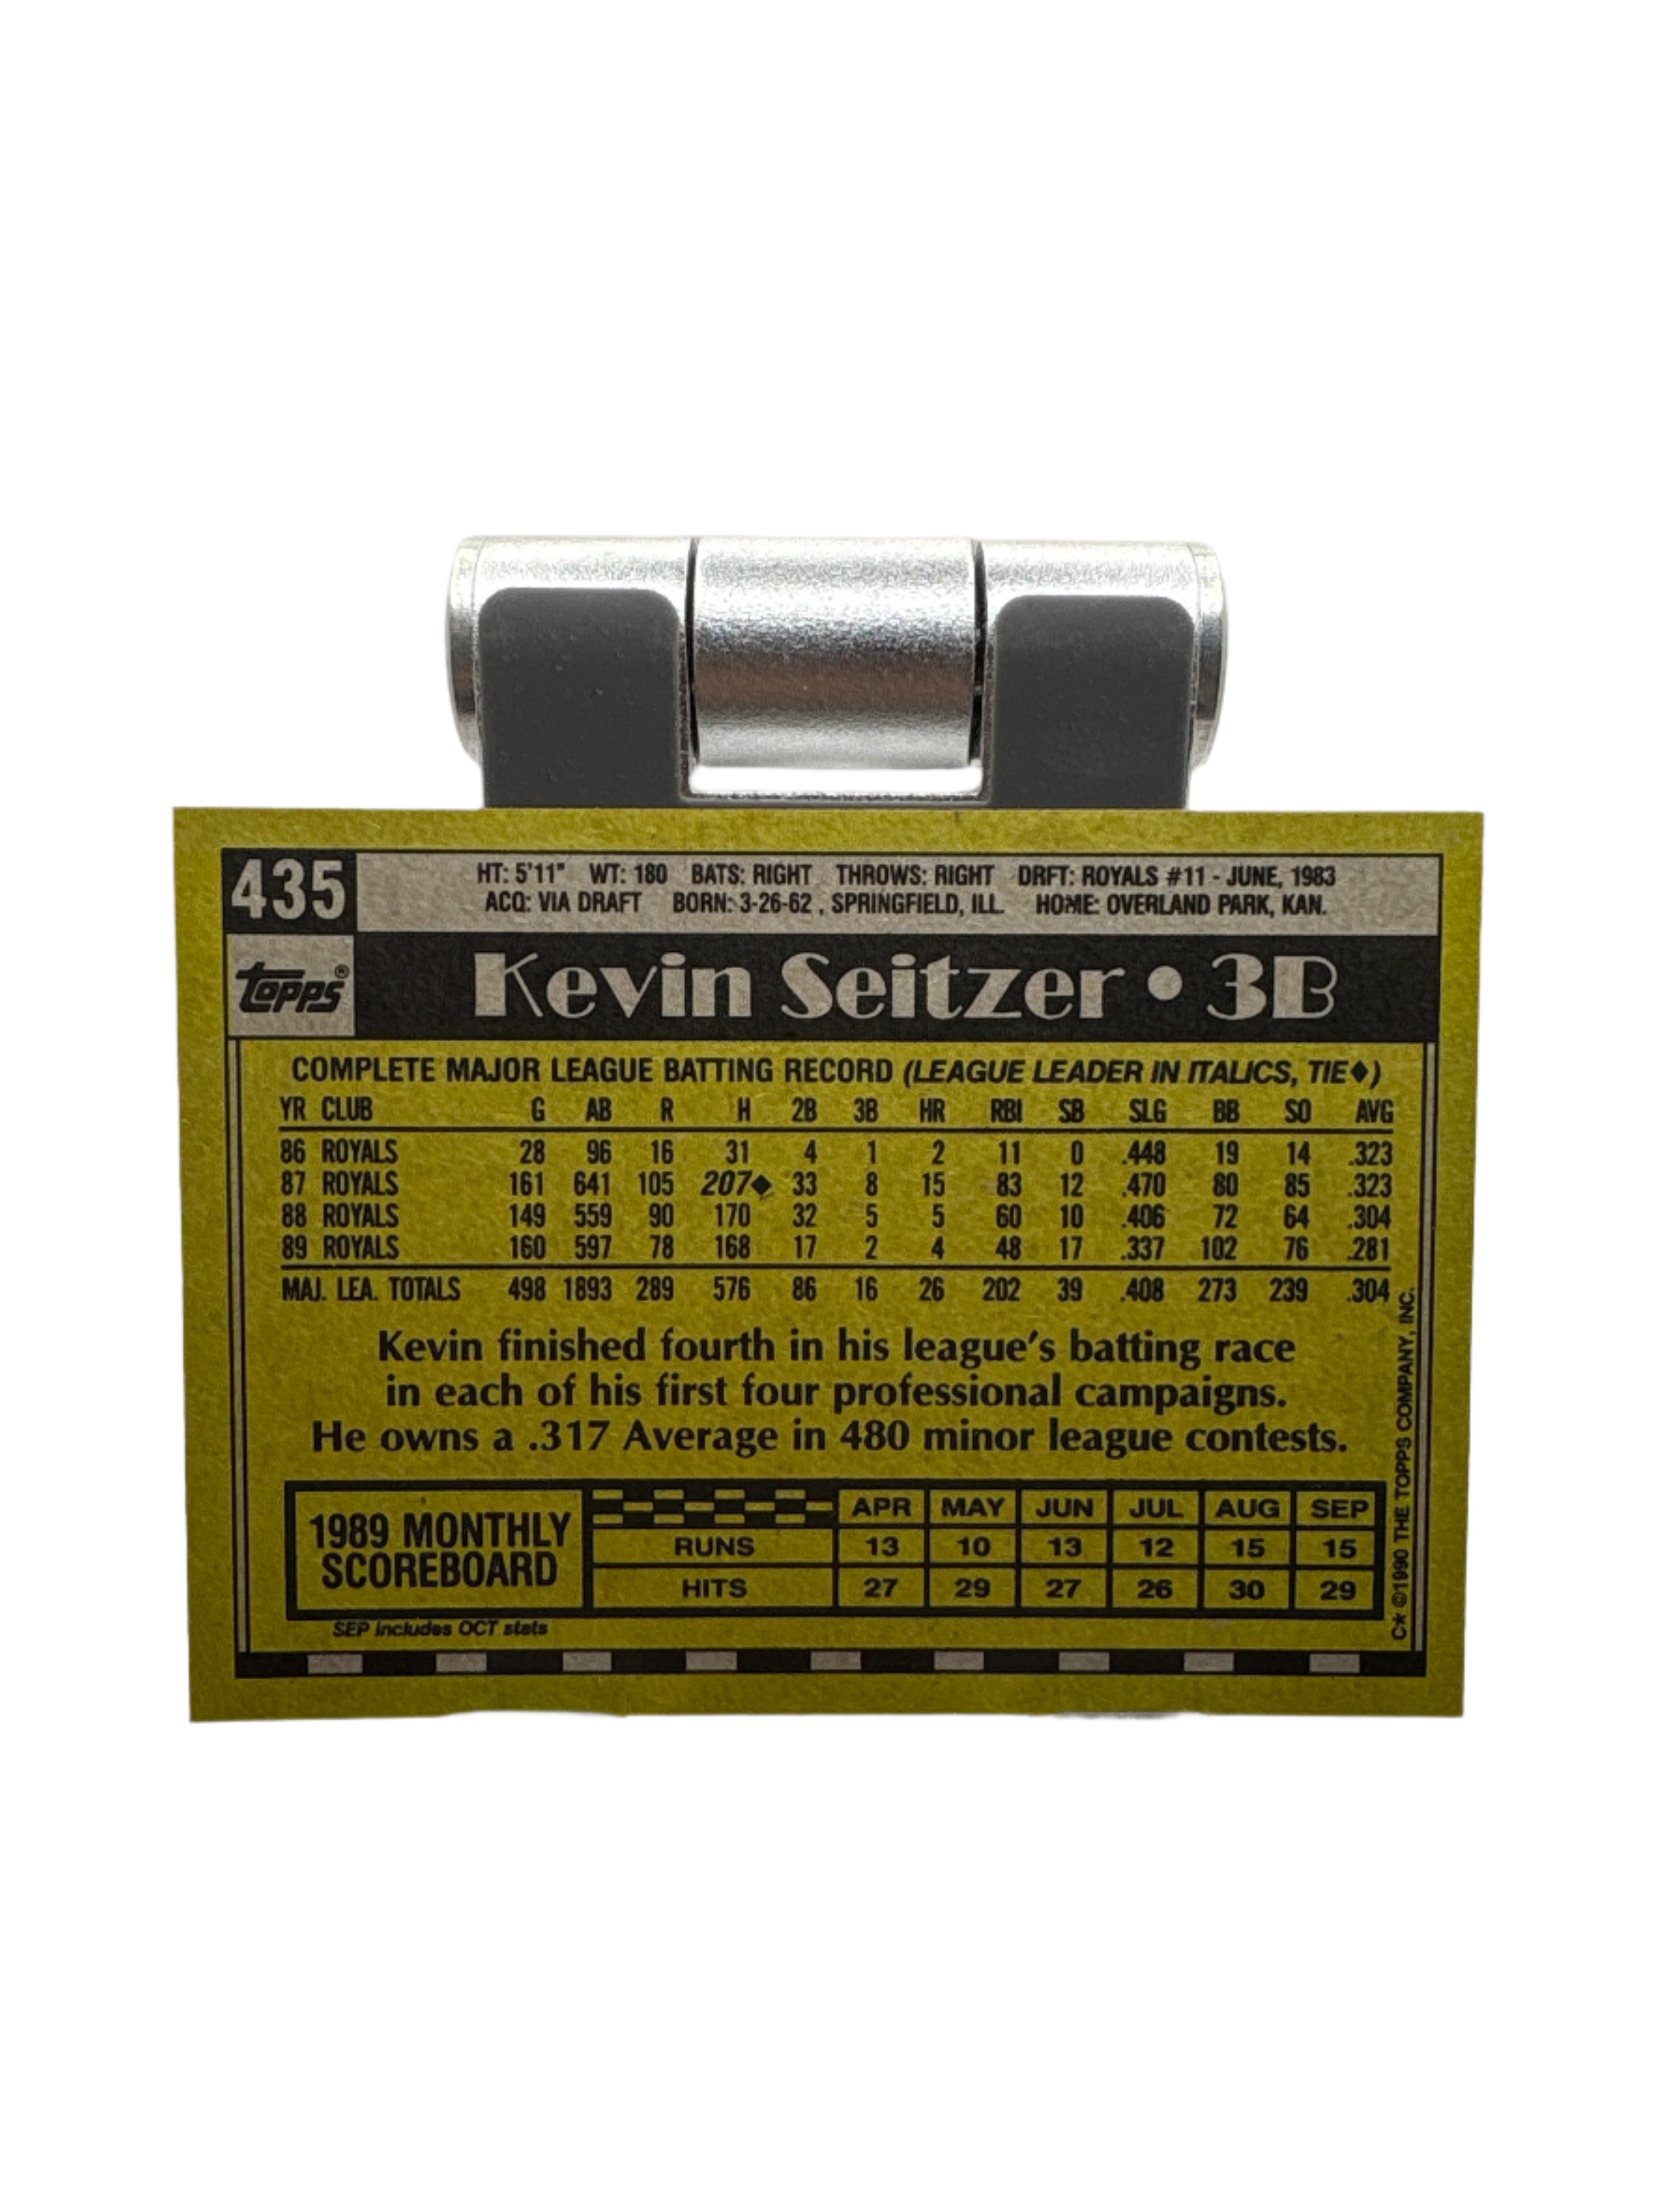 435
HT: 5'11" WT: 180 BATS: RIGHT THROWS: RIGHT DRFT: ROYALS #11 - JUNE, 1983
ACQ: VIA DRAFT BORN: 3-26-62, SPRINGFIELD, ILL. HOME: OVERLAND PARK, KAN.
topps®
Kevin Seitzer • 3B
COMPLETE MAJOR LEAGUE BATTING RECORD (LEAGUE LEADER IN ITALICS, TIE♦)
YR CLUB G AB R H 2B 3B HR RBI SB SLG BB SO AVG
86 ROYALS 28 96 16 31 4 1 2 11 0 .448 19 14 .323
87 ROYALS 161 641 105 207♦ 33 8 15 83 12 .470 80 85 .323
88 ROYALS 149 559 90 170 32 5 5 60 10 .406 72 64 .304
89 ROYALS 160 597 78 168 17 2 4 48 17 .337 102 76 .281
MAJ. LEA. TOTALS 498 1893 289 576 86 16 26 202 39 .408 273 239 .304
Kevin finished fourth in his league's batting race
in each of his first four professional campaigns.
He owns a .317 Average in 480 minor league contests.
1989 MONTHLY
SCOREBOARD
APR MAY JUN JUL AUG SEP
RUNS 13 10 13 12 15 15
HITS 27 29 27 26 30 29
SEP includes OCT stats
C* ©1990 THE TOPPS COMPANY, INC.